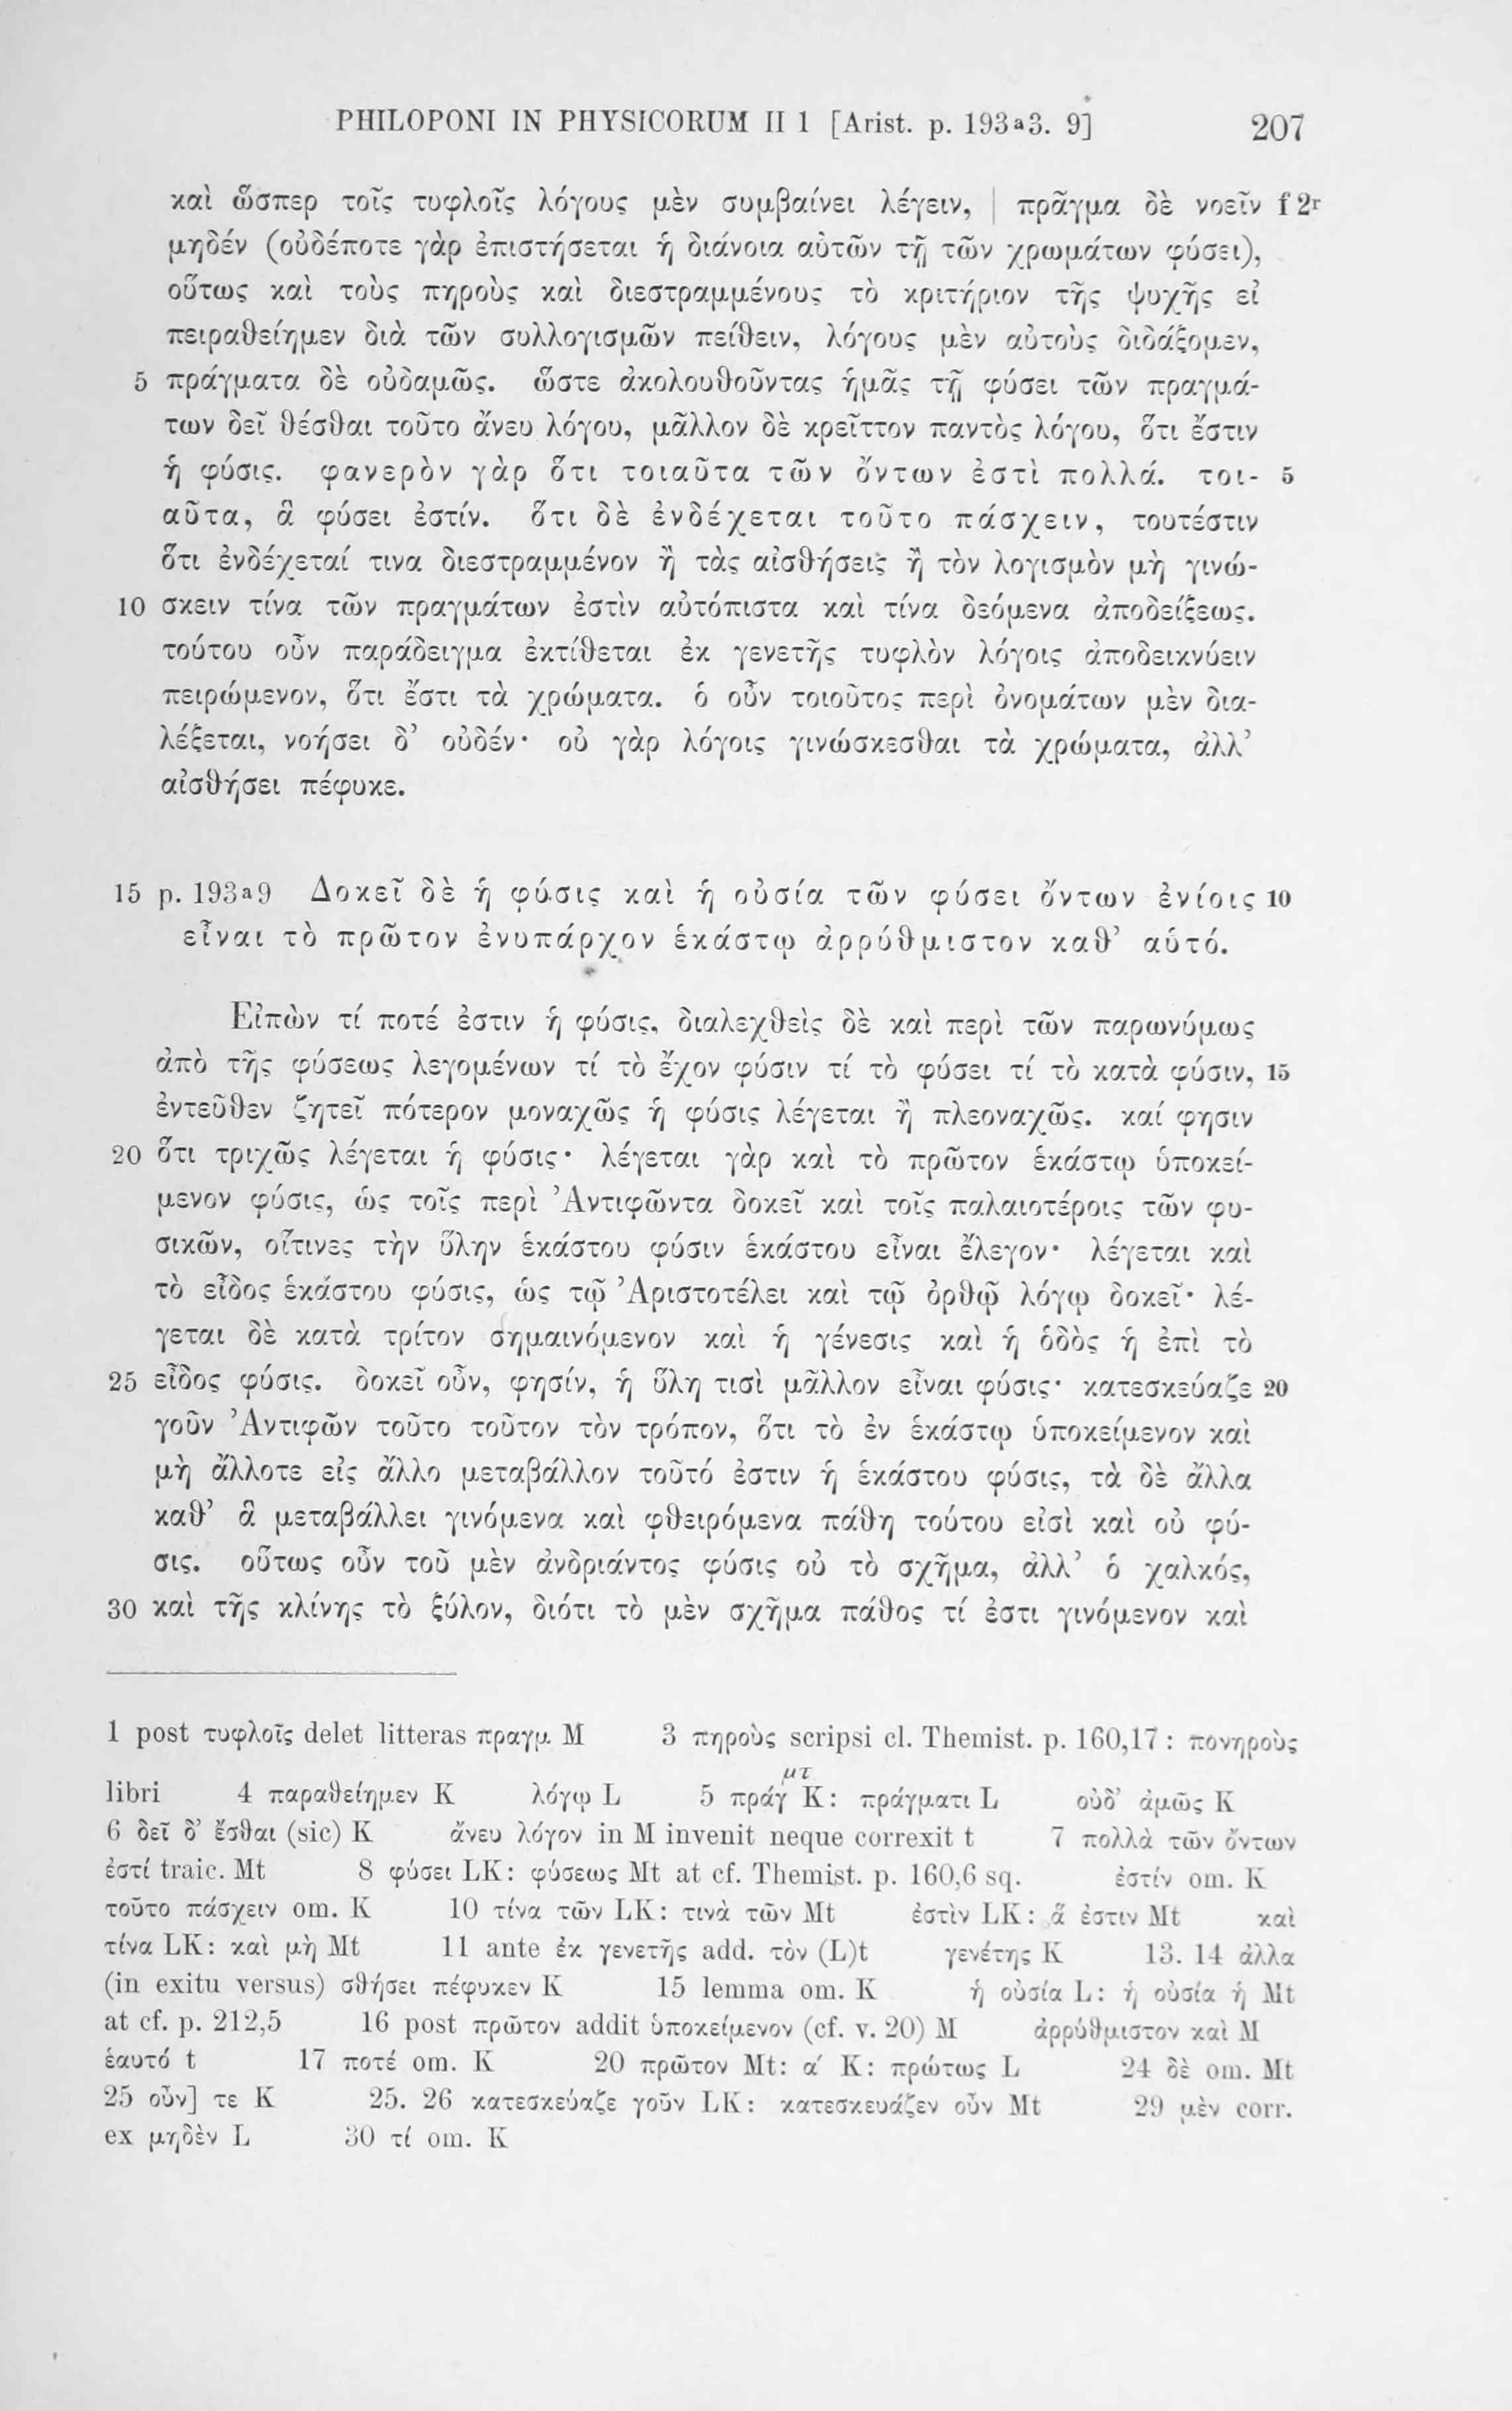 PHILOPONI IN PHYSICORUM II 1 [Arist. p. 193ᵃ3. 9] 207
καὶ ὥσπερ τοῖς τυφλοῖς λόγους μὲν συμβαίνει λέγειν, | πρᾶγμα δὲ νοεῖν f 2ʳ
μηδέν (οὐδέποτε γὰρ ἐπιστήσεται ἡ διάνοια αὐτῶν τῇ τῶν χρωμάτων φύσει),
οὕτως καὶ τοὺς πηροὺς καὶ διεστραμμένους τὸ κριτήριον τῆς ψυχῆς εἰ
πειραθείημεν διὰ τῶν συλλογισμῶν πείθειν, λόγους μὲν αὐτοὺς διδάξομεν,
5 πράγματα δὲ οὐδαμῶς. ὥστε ἀκολουθοῦντας ἡμᾶς τῇ φύσει τῶν πραγμά-
των δεῖ θέσθαι τοῦτο ἄνευ λόγου, μᾶλλον δὲ κρεῖττον παντὸς λόγου, ὅτι ἔστιν
ἡ φύσις. φανερὸν γὰρ ὅτι τοιαῦτα τῶν ὄντων ἐστὶ πολλά. τοι- 5
αῦτα, ἃ φύσει ἐστίν. ὅτι δὲ ἐνδέχεται τοῦτο πάσχειν, τουτέστιν
ὅτι ἐνδέχεταί τινα διεστραμμένον ἢ τὰς αἰσθήσεις ἢ τὸν λογισμὸν μὴ γινώ-
10 σκειν τίνα τῶν πραγμάτων ἐστὶν αὐτόπιστα καὶ τίνα δεόμενα ἀποδείξεως.
τούτου οὖν παράδειγμα ἐκτίθεται ἐκ γενετῆς τυφλὸν λόγοις ἀποδεικνύειν
πειρώμενον, ὅτι ἔστι τὰ χρώματα. ὁ οὖν τοιοῦτος περὶ ὀνομάτων μὲν δια-
λέξεται, νοήσει δ’ οὐδέν· οὐ γὰρ λόγοις γινώσκεσθαι τὰ χρώματα, ἀλλ’
αἰσθήσει πέφυκε.
15 p. 193ᵃ9 Δοκεῖ δὲ ἡ φύσις καὶ ἡ οὐσία τῶν φύσει ὄντων ἐνίοις 10
εἶναι τὸ πρῶτον ἐνυπάρχον ἑκάστῳ ἀρρύθμιστον καθ’ αὑτό.
Εἰπὼν τί ποτέ ἐστιν ἡ φύσις, διαλεχθεὶς δὲ καὶ περὶ τῶν παρωνύμως
ἀπὸ τῆς φύσεως λεγομένων τί τὸ ἔχον φύσιν τί τὸ φύσει τί τὸ κατὰ φύσιν, 15
ἐντεῦθεν ζητεῖ πότερον μοναχῶς ἡ φύσις λέγεται ἢ πλεοναχῶς. καί φησιν
20 ὅτι τριχῶς λέγεται ἡ φύσις· λέγεται γὰρ καὶ τὸ πρῶτον ἑκάστῳ ὑποκεί-
μενον φύσις, ὡς τοῖς περὶ Ἀντιφῶντα δοκεῖ καὶ τοῖς παλαιοτέροις τῶν φυ-
σικῶν, οἵτινες τὴν ὕλην ἑκάστου φύσιν ἑκάστου εἶναι ἔλεγον· λέγεται καὶ
τὸ εἶδος ἑκάστου φύσις, ὡς τῷ Ἀριστοτέλει καὶ τῷ ὀρθῷ λόγῳ δοκεῖ· λέ-
γεται δὲ κατὰ τρίτον σημαινόμενον καὶ ἡ γένεσις καὶ ἡ ὁδὸς ἡ ἐπὶ τὸ
25 εἶδος φύσις. δοκεῖ οὖν, φησίν, ἡ ὕλη τισὶ μᾶλλον εἶναι φύσις· κατεσκεύαζε 20
γοῦν Ἀντιφῶν τοῦτο τοῦτον τὸν τρόπον, ὅτι τὸ ἐν ἑκάστῳ ὑποκείμενον καὶ
μὴ ἄλλοτε εἰς ἄλλο μεταβάλλον τοῦτό ἐστιν ἡ ἑκάστου φύσις, τὰ δὲ ἄλλα
καθ’ ἃ μεταβάλλει γινόμενα καὶ φθειρόμενα πάθη τούτου εἰσὶ καὶ οὐ φύ-
σις. οὕτως οὖν τοῦ μὲν ἀνδριάντος φύσις οὐ τὸ σχῆμα, ἀλλ’ ὁ χαλκός,
30 καὶ τῆς κλίνης τὸ ξύλον, διότι τὸ μὲν σχῆμα πάθος τί ἐστι γινόμενον καὶ
1 post τυφλοῖς delet litteras πραγμ M 3 πηροὺς scripsi cl. Themist. p. 160,17 : πονηροὺς
libri 4 παραθείημεν K λόγῳ L 5 πράγ^μτ K: πράγματι L οὐδ’ ἀμῶς K
6 δεῖ δ’ ἔσθαι (sic) K ἄνευ λόγον in M invenit neque correxit t 7 πολλὰ τῶν ὄντων
ἐστί traic. Mt 8 φύσει LK: φύσεως Mt at cf. Themist. p. 160,6 sq. ἐστίν om. K
τοῦτο πάσχειν om. K 10 τίνα τῶν LK: τινὰ τῶν Mt ἐστὶν LK: ἅ ἐστιν Mt καὶ
τίνα LK: καὶ μὴ Mt 11 ante ἐκ γενετῆς add. τὸν (L)t γενέτης K 13. 14 ἀλλα
(in exitu versus) σθήσει πέφυκεν K 15 lemma om. K ἡ οὐσία L: ἡ οὐσία ἡ Mt
at cf. p. 212,5 16 post πρῶτον addit ὑποκείμενον (cf. v. 20) M ἀρρύθμιστον καὶ M
ἑαυτό t 17 ποτέ om. K 20 πρῶτον Mt: α′ K: πρώτως L 24 δὲ om. Mt
25 οὖν] τε K 25. 26 κατεσκεύαζε γοῦν LK: κατεσκευάζεν οὖν Mt 29 μὲν corr.
ex μηδὲν L 30 τί om. K